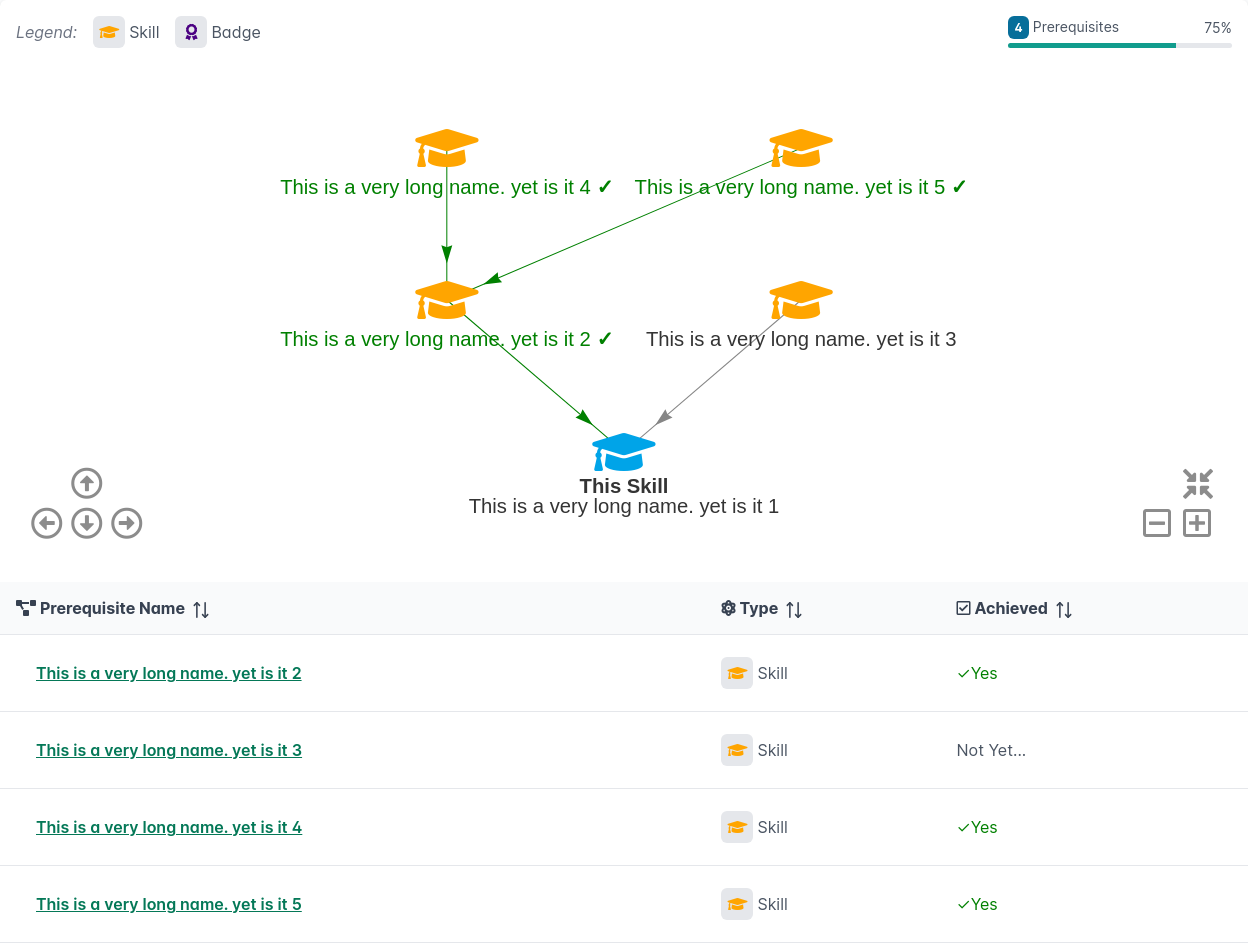 Legend: Skill Badge
4 Prerequisites 75%
This is a very long name. yet is it 4 ✓ This is a very long name. yet is it 5 ✓
This is a very long name. yet is it 2 ✓ This is a very long name. yet is it 3
This Skill
This is a very long name. yet is it 1
Prerequisite Name Type Achieved
This is a very long name. yet is it 2 Skill ✓Yes
This is a very long name. yet is it 3 Skill Not Yet...
This is a very long name. yet is it 4 Skill ✓Yes
This is a very long name. yet is it 5 Skill ✓Yes